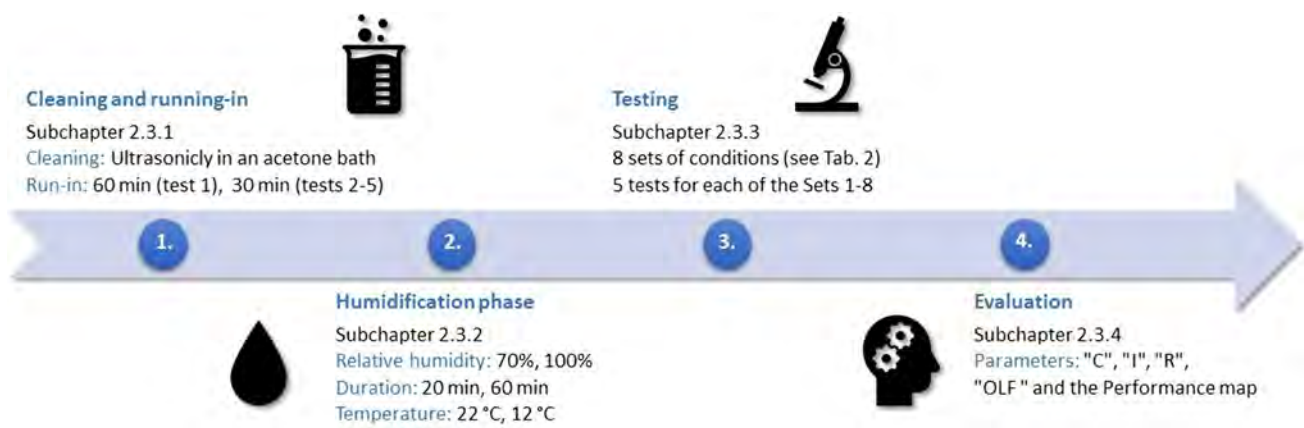 Cleaning and running-in
Subchapter 2.3.1
Cleaning: Ultrasonicly in an acetone bath
Run-in: 60 min (test 1), 30 min (tests 2-5)
Testing
Subchapter 2.3.3
8 sets of conditions (see Tab. 2)
5 tests for each of the Sets 1-8
1.
2.
3.
4.
Humidification phase
Subchapter 2.3.2
Relative humidity: 70%, 100%
Duration: 20 min, 60 min
Temperature: 22 °C, 12 °C
Evaluation
Subchapter 2.3.4
Parameters: "C", "I", "R",
"OLF " and the Performance map